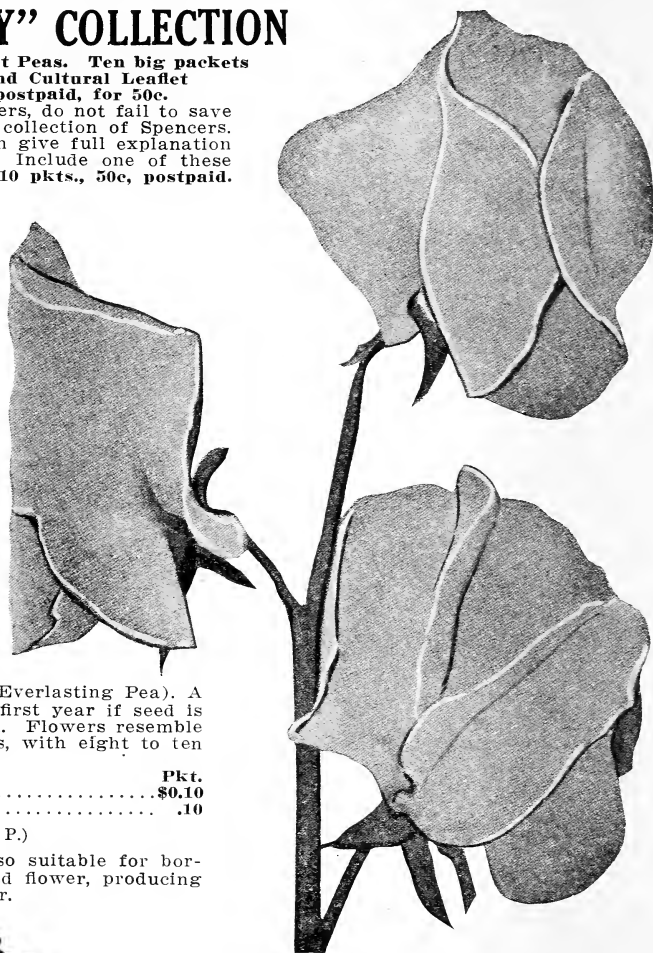 Y” COLLECTION
t Peas. Ten big packets
nd Cultural Leaflet
postpaid, for 50c.
ers, do not fail to save
collection of Spencers.
n give full explanation
Include one of these
10 pkts., 50c, postpaid.
Everlasting Pea). A
first year if seed is
. Flowers resemble
s, with eight to ten
Pkt.
...............$0.10
............... .10
P.)
so suitable for bor-
d flower, producing
r.